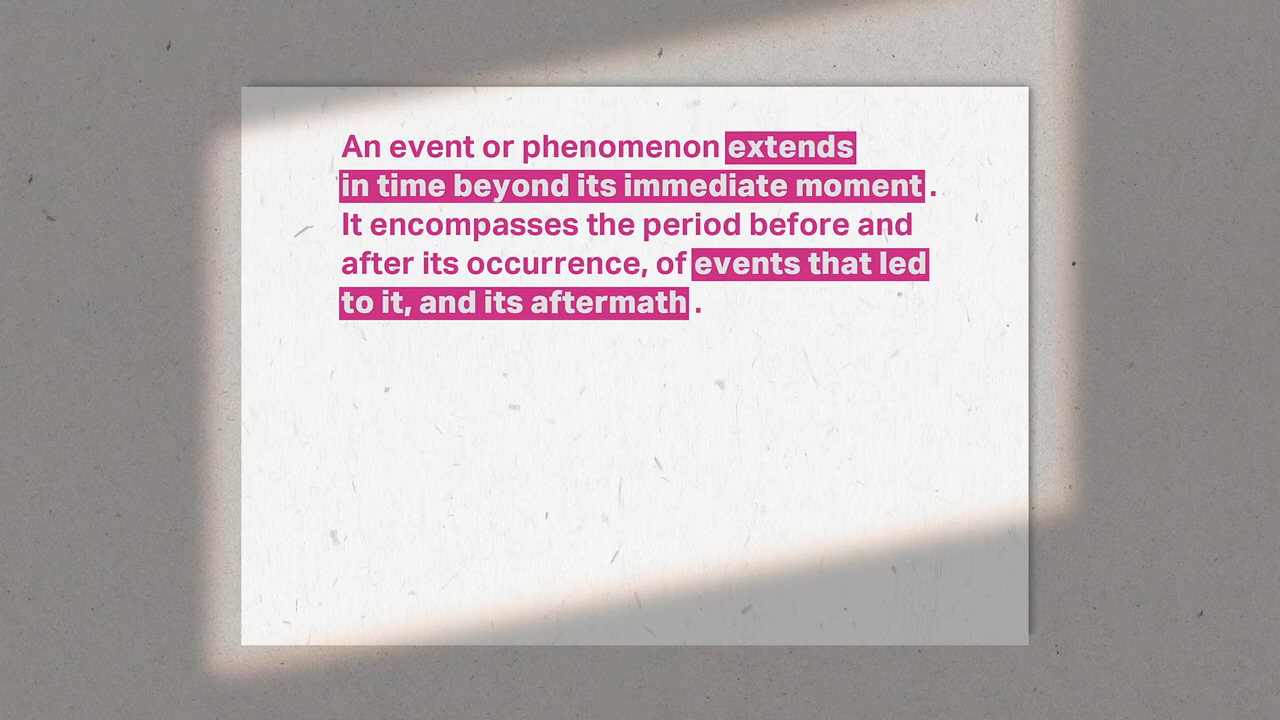 An event or phenomenon extends
in time beyond its immediate moment.
It encompasses the period before and
after its occurrence, of events that led
to it, and its aftermath.